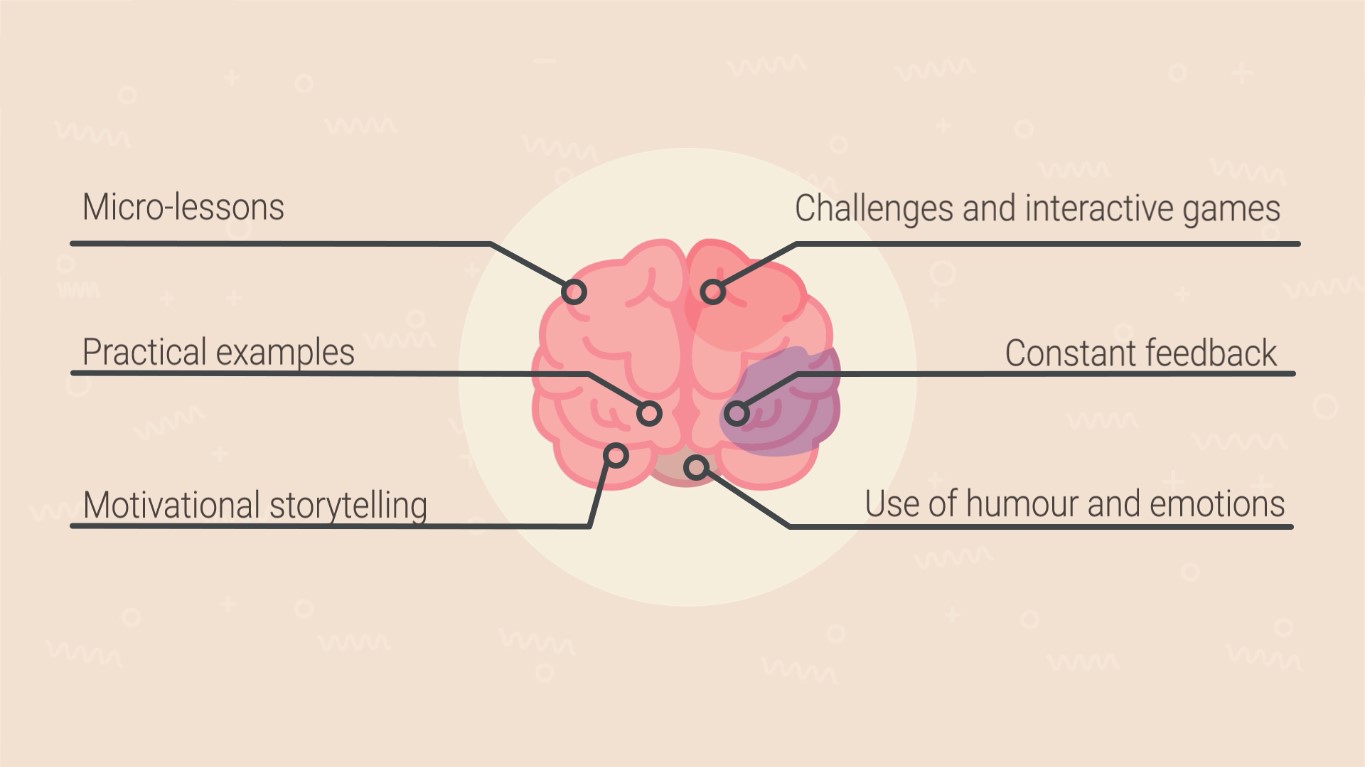 Micro-lessons
Challenges and interactive games
Practical examples
Constant feedback
Motivational storytelling
Use of humour and emotions